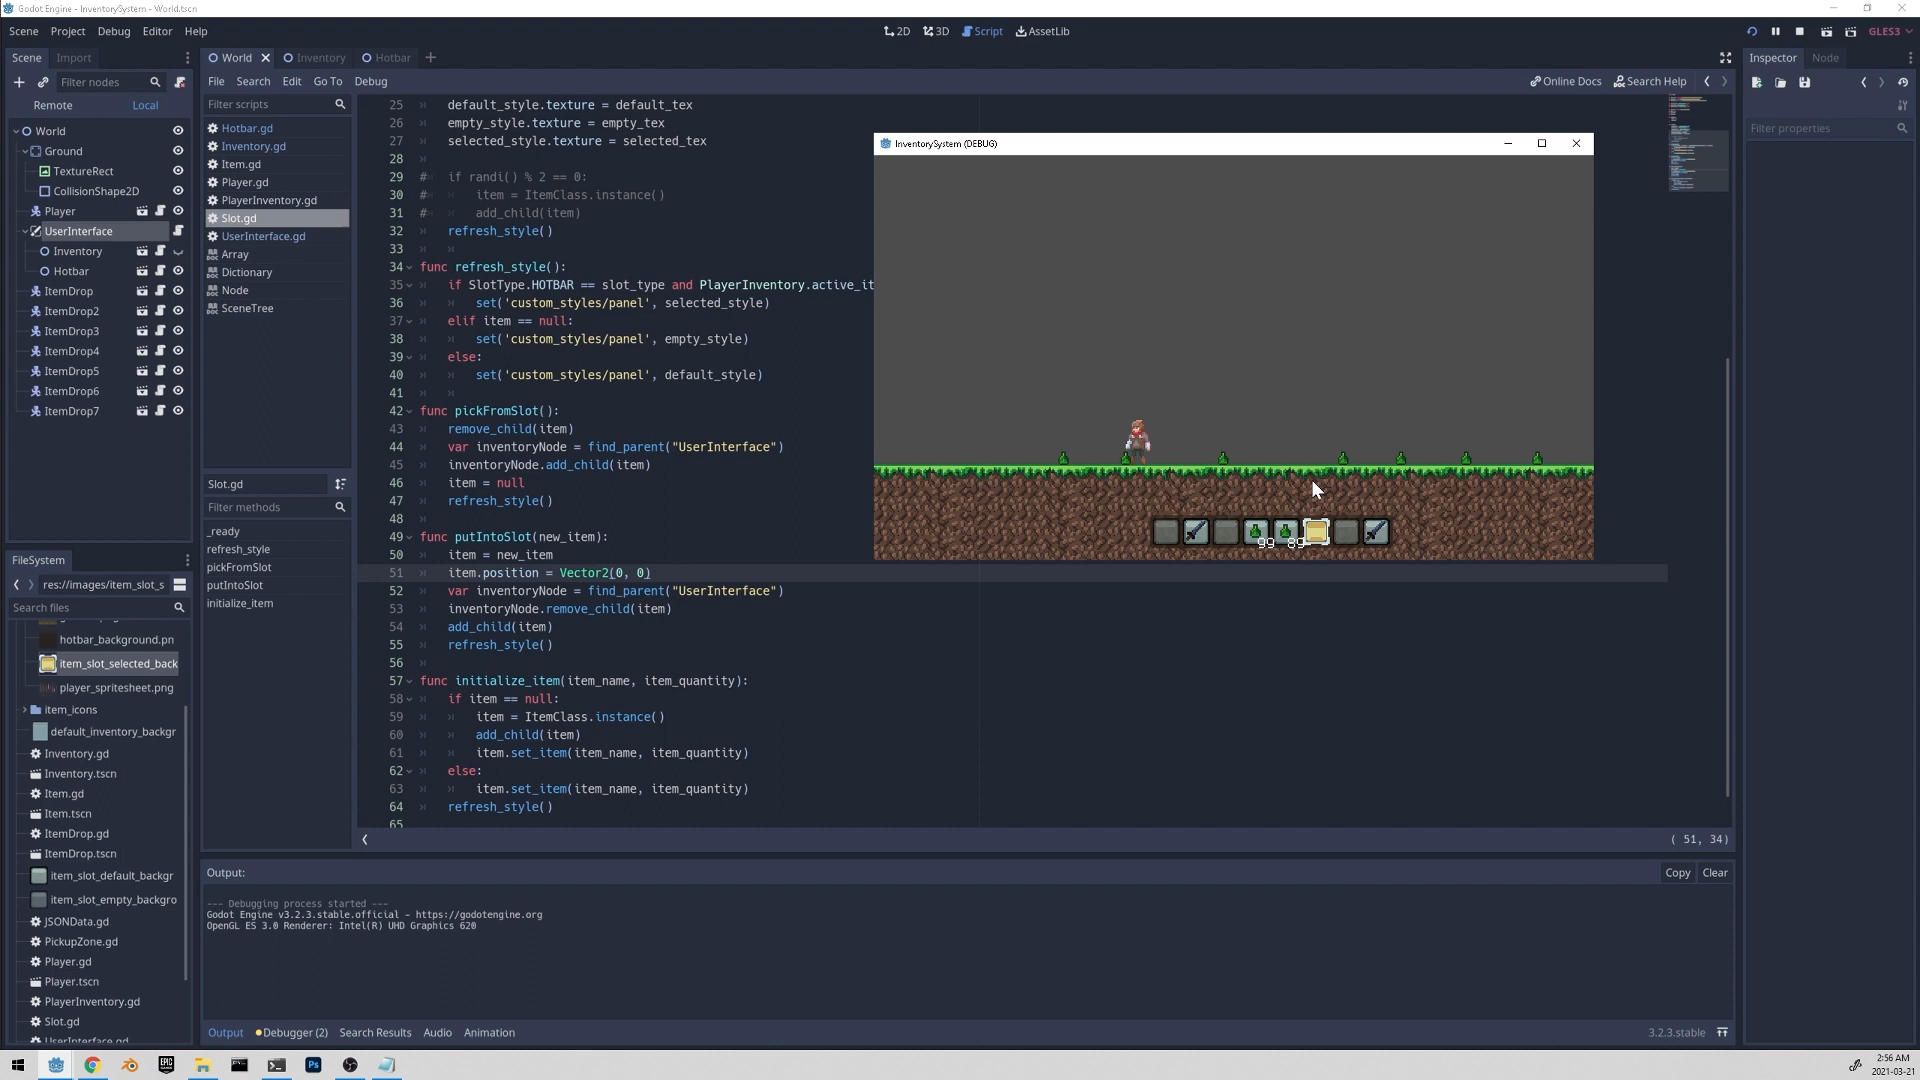 Godot Engine - InventorySystem - World.tscn
Scene Project Debug Editor Help
2D 3D Script AssetLib
GLES3
Scene Import
World Inventory Hotbar
Inspector Node
Filter nodes
File Search Edit Go To Debug
Online Docs Search Help
Remote Local
Filter scripts
Filter properties
World
Ground
TextureRect
CollisionShape2D
Player
UserInterface
Inventory
Hotbar
ItemDrop
ItemDrop2
ItemDrop3
ItemDrop4
ItemDrop5
ItemDrop6
ItemDrop7
Hotbar.gd
Inventory.gd
Item.gd
Player.gd
PlayerInventory.gd
Slot.gd
UserInterface.gd
Array
Dictionary
Node
SceneTree
Slot.gd
Filter methods
_ready
refresh_style
pickFromSlot
putIntoSlot
initialize_item
25 default_style.texture = default_tex
26 empty_style.texture = empty_tex
27 selected_style.texture = selected_tex
28
29 # if randi() % 2 == 0:
30 # item = ItemClass.instance()
31 # add_child(item)
32 refresh_style()
33
34 func refresh_style():
35 if SlotType.HOTBAR == slot_type and PlayerInventory.active_it
36 set('custom_styles/panel', selected_style)
37 elif item == null:
38 set('custom_styles/panel', empty_style)
39 else:
40 set('custom_styles/panel', default_style)
41
42 func pickFromSlot():
43 remove_child(item)
44 var inventoryNode = find_parent("UserInterface")
45 inventoryNode.add_child(item)
46 item = null
47 refresh_style()
48
49 func putIntoSlot(new_item):
50 item = new_item
51 item.position = Vector2(0, 0)
52 var inventoryNode = find_parent("UserInterface")
53 inventoryNode.remove_child(item)
54 add_child(item)
55 refresh_style()
56
57 func initialize_item(item_name, item_quantity):
58 if item == null:
59 item = ItemClass.instance()
60 add_child(item)
61 item.set_item(item_name, item_quantity)
62 else:
63 item.set_item(item_name, item_quantity)
64 refresh_style()
65
( 51, 34)
InventorySystem (DEBUG)
99 89
FileSystem
res://images/item_slot_s
Search files
hotbar_background.pn
item_slot_selected_back
player_spritesheet.png
item_icons
default_inventory_backgr
Inventory.gd
Inventory.tscn
Item.gd
Item.tscn
ItemDrop.gd
ItemDrop.tscn
item_slot_default_backgr
item_slot_empty_backgro
JSONData.gd
PickupZone.gd
Player.gd
Player.tscn
PlayerInventory.gd
Slot.gd
UserInterface.gd
Output:
Copy Clear
--- Debugging process started ---
Godot Engine v3.2.3.stable.official - https://godotengine.org
OpenGL ES 3.0 Renderer: Intel(R) UHD Graphics 620
Output Debugger (2) Search Results Audio Animation
3.2.3.stable
EPIC
Ps
2:56 AM
2021-03-21